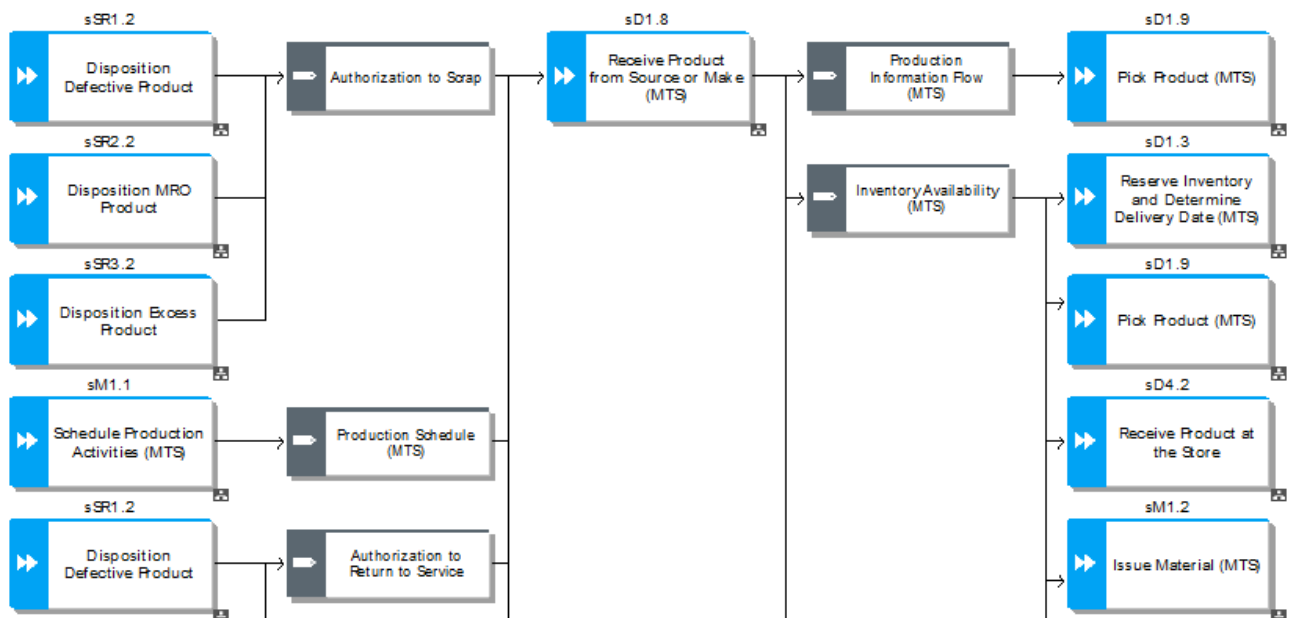 sSR1.2
Disposition
Defective Product
Authorization to Scrap
sD1.8
Receive Product
from Source or Make
(MTS)
Production
Information Flow
(MTS)
sD1.9
Pick Product (MTS)
sSR2.2
Disposition MRO
Product
Inventory Availability
(MTS)
sD1.3
Reserve Inventory
and Determine
Delivery Date (MTS)
sSR3.2
Disposition Excess
Product
sD1.9
Pick Product (MTS)
sM1.1
Schedule Production
Activities (MTS)
Production Schedule
(MTS)
sD4.2
Receive Product at
the Store
sSR1.2
Disposition
Defective Product
Authorization to
Return to Service
sM1.2
Issue Material (MTS)